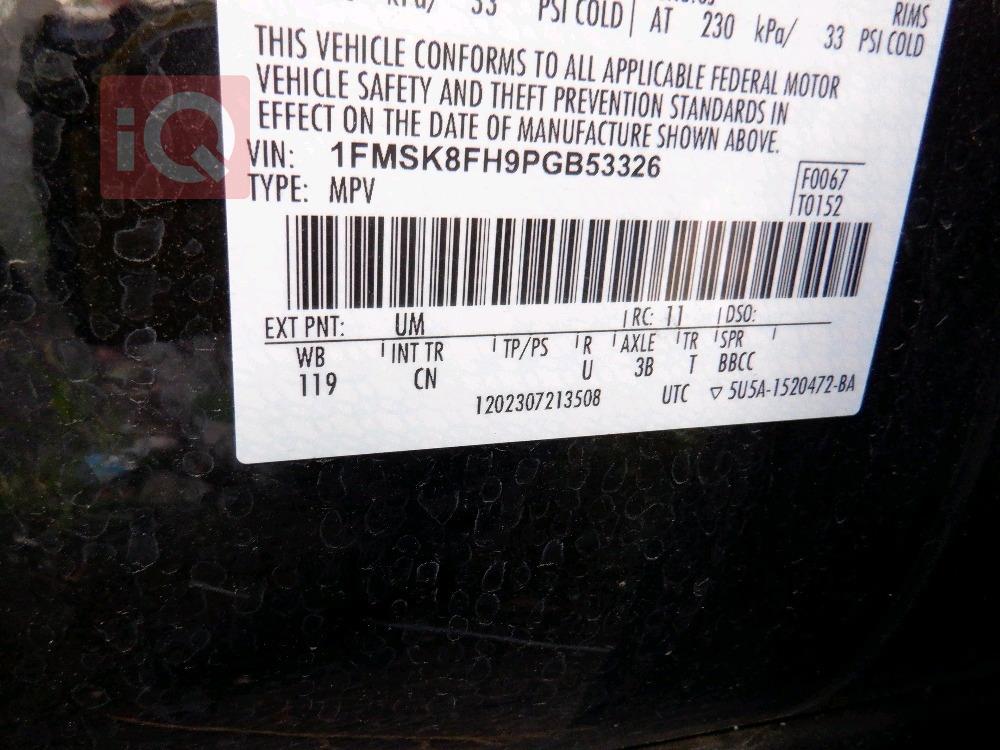 kPa/ 33 PSI COLD AT 230 kPa/ 33 PSI COLD
RIMS
THIS VEHICLE CONFORMS TO ALL APPLICABLE FEDERAL MOTOR
VEHICLE SAFETY AND THEFT PREVENTION STANDARDS IN
EFFECT ON THE DATE OF MANUFACTURE SHOWN ABOVE.
VIN: 1FMSK8FH9PGB53326
TYPE: MPV
F0067
T0152
EXT PNT: UM RC: 11 DSO:
WB INT TR TP/PS R AXLE TR SPR
119 CN U 3B T BBCC
1202307213508 UTC ▽ 5U5A-1520472-BA
iQ